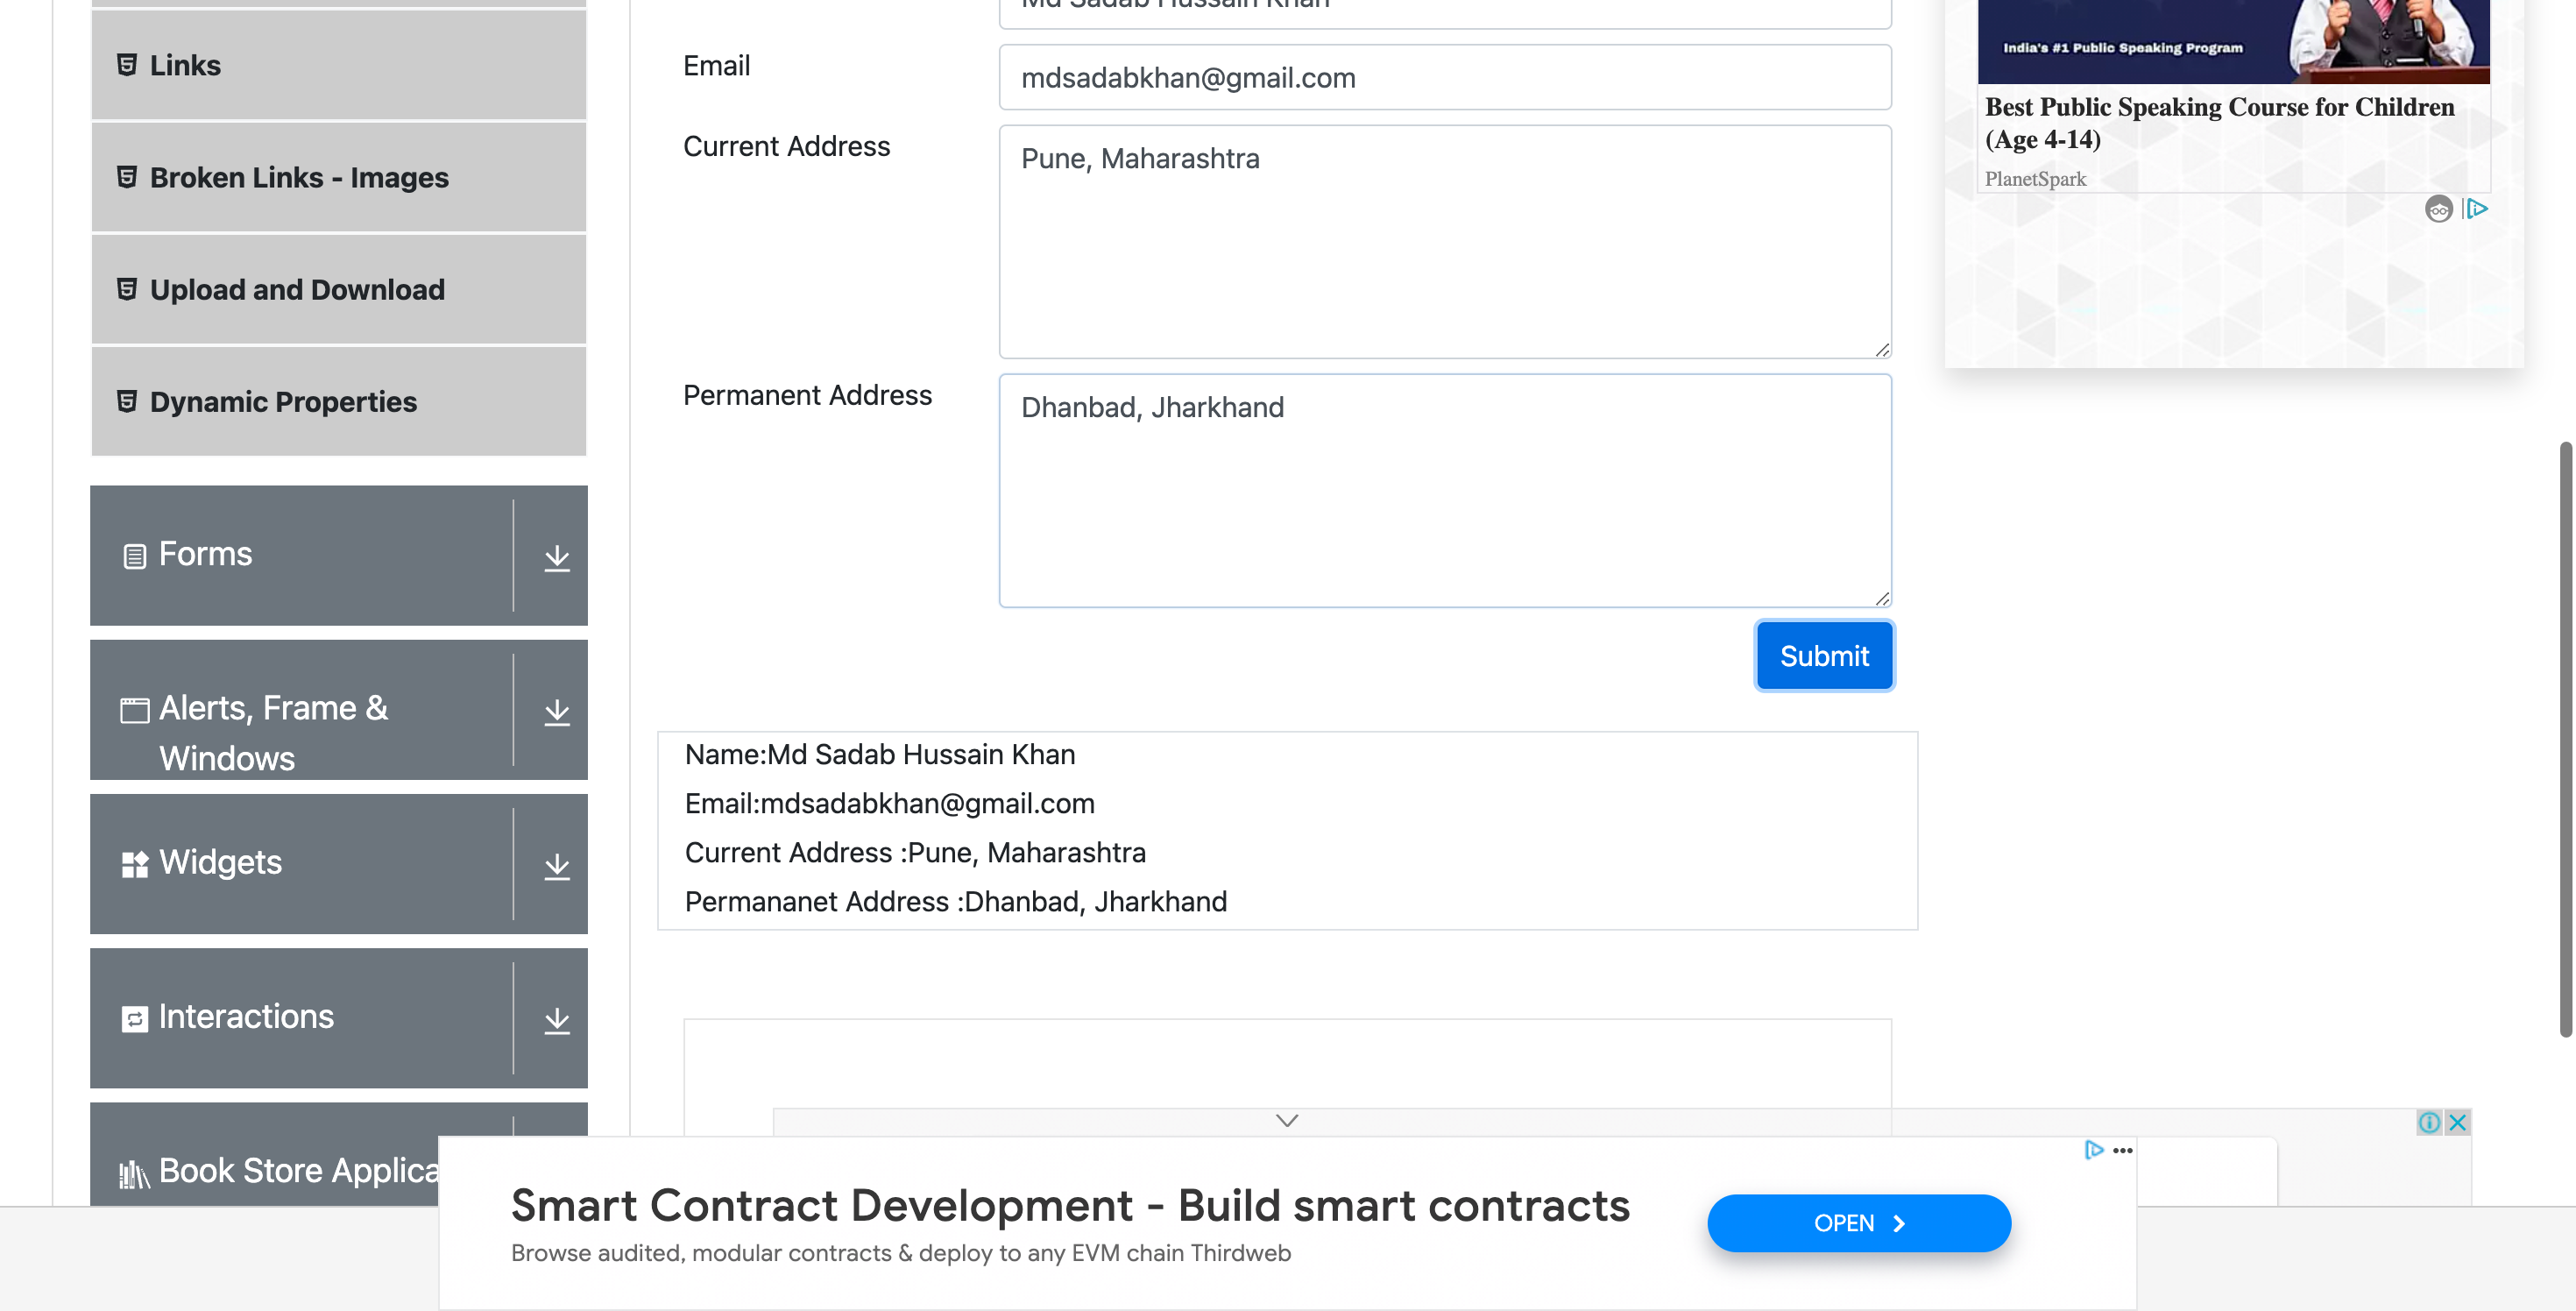 Md Sadab Hussain Khan
Links
Email
mdsadabkhan@gmail.com
Broken Links - Images
Current Address
Pune, Maharashtra
Upload and Download
Dynamic Properties
Permanent Address
Dhanbad, Jharkhand
Submit
Forms
Alerts, Frame &
Windows
Widgets
Interactions
Book Store Applica
Name:Md Sadab Hussain Khan
Email:mdsadabkhan@gmail.com
Current Address :Pune, Maharashtra
Permananet Address :Dhanbad, Jharkhand
India's #1 Public Speaking Program
Best Public Speaking Course for Children
(Age 4-14)
PlanetSpark
Smart Contract Development - Build smart contracts
Browse audited, modular contracts & deploy to any EVM chain Thirdweb
OPEN